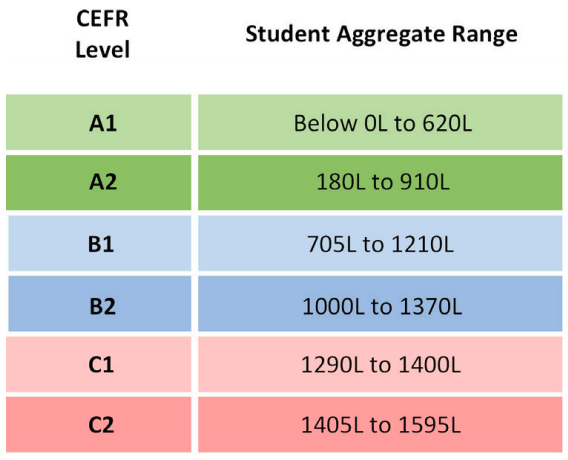 CEFR
Level
Student Aggregate Range
A1 Below 0L to 620L
A2 180L to 910L
B1 705L to 1210L
B2 1000L to 1370L
C1 1290L to 1400L
C2 1405L to 1595L